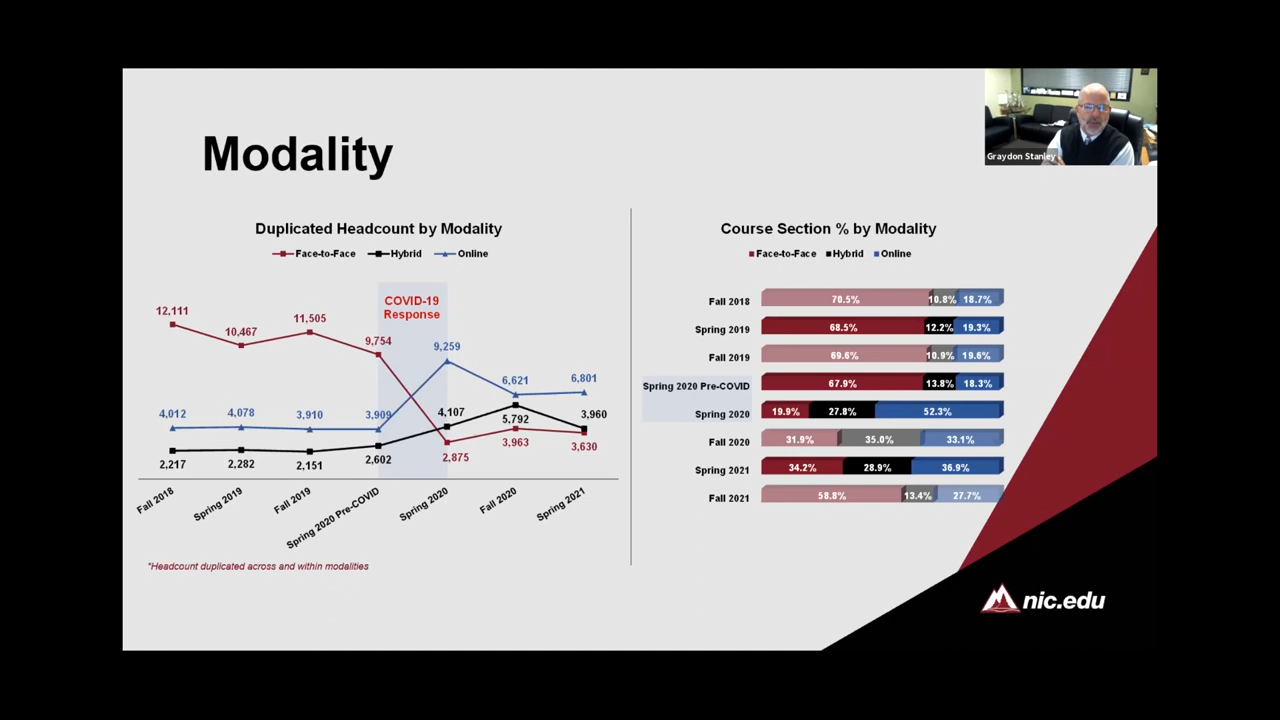 Modality
Graydon Stanley
Duplicated Headcount by Modality
Face-to-Face Hybrid Online
COVID-19
Response
12,111
10,467
11,505
9,754
9,259
6,621
6,801
4,012
4,078
3,910
3,909
4,107
5,792
3,960
2,217
2,282
2,151
2,602
2,875
3,963
3,630
Fall 2018
Spring 2019
Fall 2019
Spring 2020 Pre-COVID
Spring 2020
Fall 2020
Spring 2021
*Headcount duplicated across and within modalities
Course Section % by Modality
Face-to-Face Hybrid Online
Fall 2018 70.5% 10.8% 18.7%
Spring 2019 68.5% 12.2% 19.3%
Fall 2019 69.6% 10.9% 19.6%
Spring 2020 Pre-COVID 67.9% 13.8% 18.3%
Spring 2020 19.9% 27.8% 52.3%
Fall 2020 31.9% 35.0% 33.1%
Spring 2021 34.2% 28.9% 36.9%
Fall 2021 58.8% 13.4% 27.7%
nic.edu